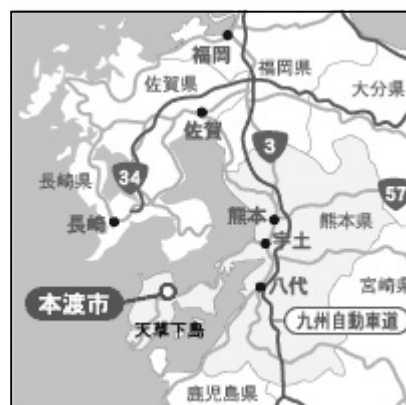 福岡
福岡県
佐賀県
大分県
佐賀
3
34
長崎県
57
長崎
熊本
熊本県
宇土
八代
宮崎県
本渡市
天草下島
九州自動車道
鹿児島県